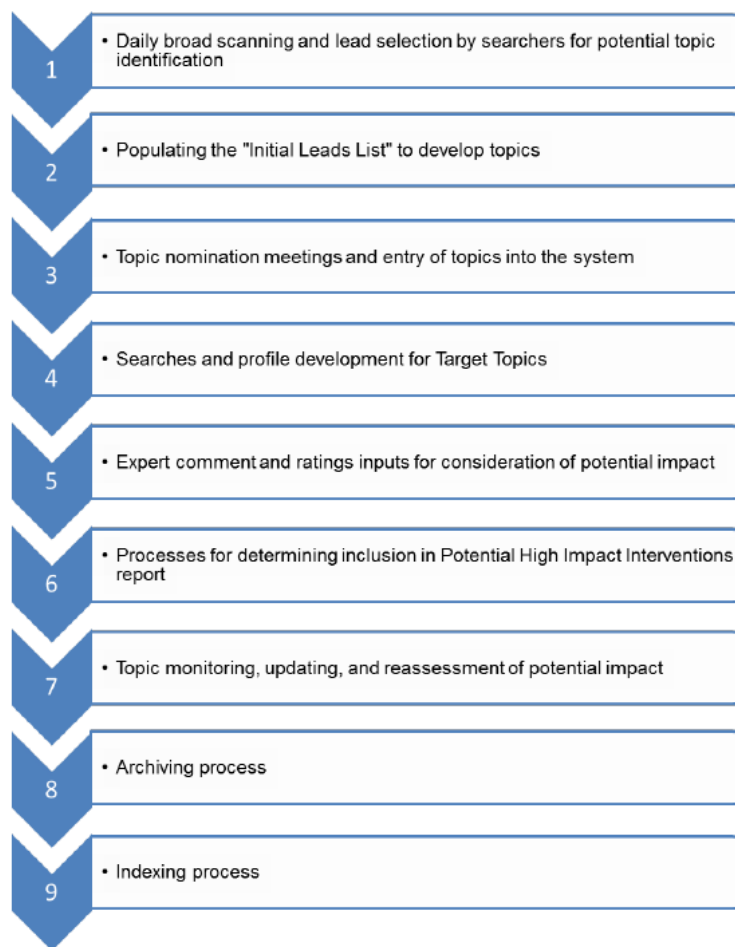 1
• Daily broad scanning and lead selection by searchers for potential topic
identification
2
• Populating the "Initial Leads List" to develop topics
3
• Topic nomination meetings and entry of topics into the system
4
• Searches and profile development for Target Topics
5
• Expert comment and ratings inputs for consideration of potential impact
6
• Processes for determining inclusion in Potential High Impact Interventions
report
7
• Topic monitoring, updating, and reassessment of potential impact
8
• Archiving process
9
• Indexing process